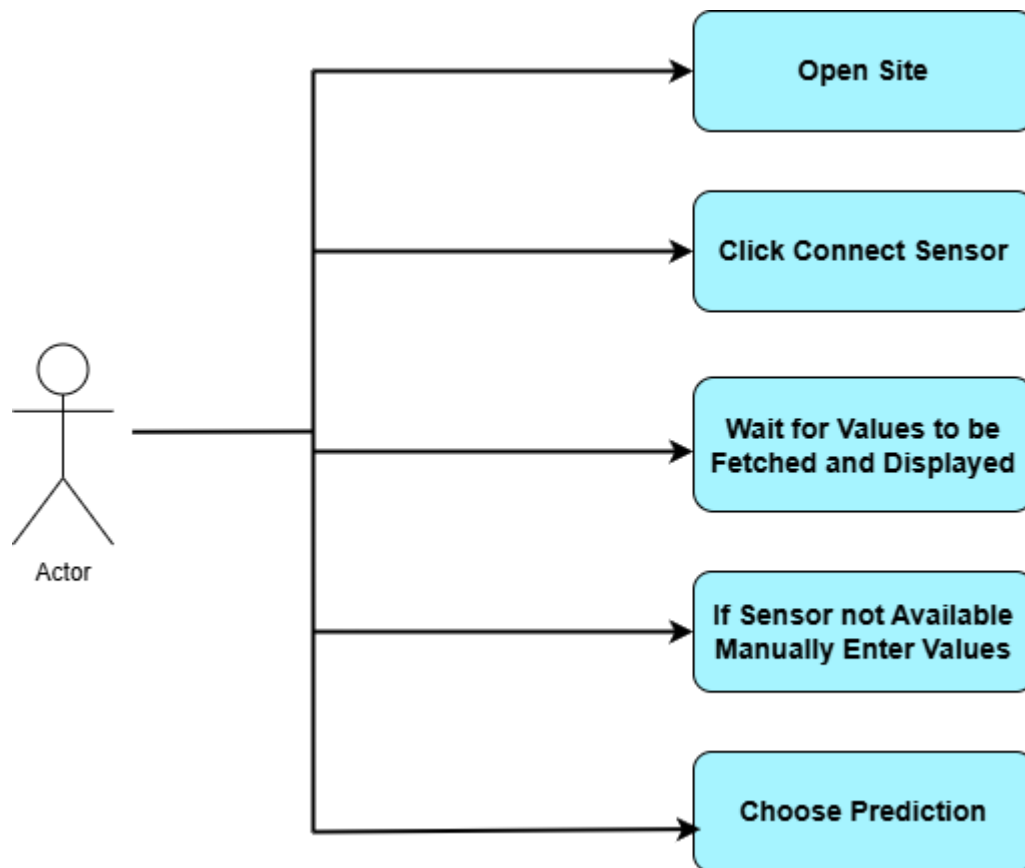 Open Site
Click Connect Sensor
Wait for Values to be
Fetched and Displayed
Actor
If Sensor not Available
Manually Enter Values
Choose Prediction